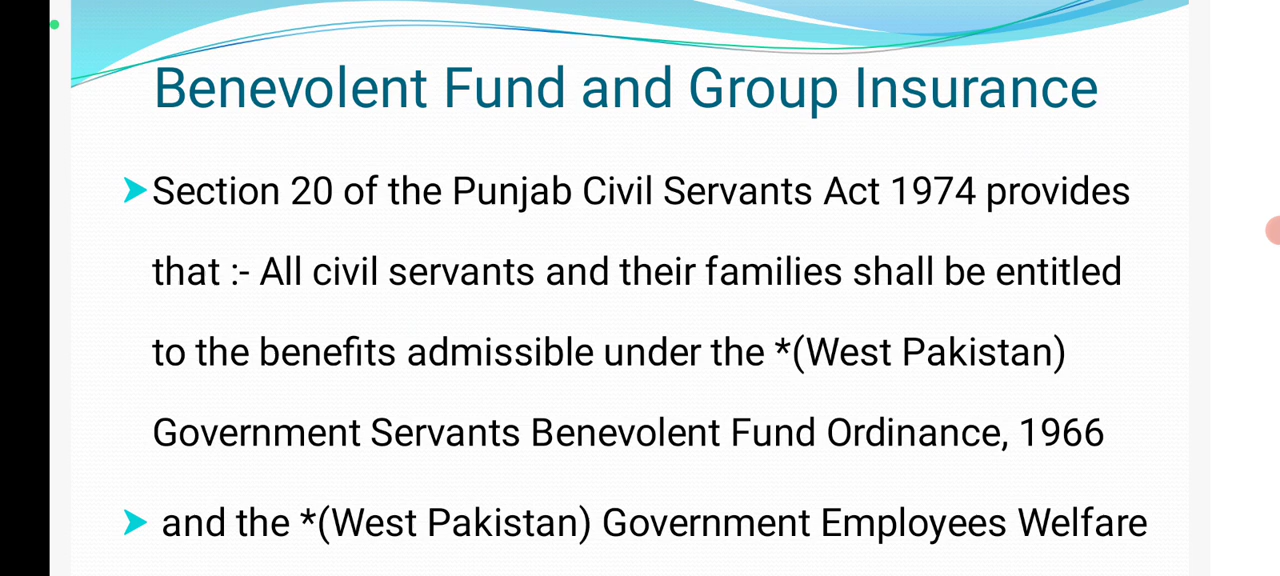 Benevolent Fund and Group Insurance
Section 20 of the Punjab Civil Servants Act 1974 provides
that :- All civil servants and their families shall be entitled
to the benefits admissible under the *(West Pakistan)
Government Servants Benevolent Fund Ordinance, 1966
and the *(West Pakistan) Government Employees Welfare